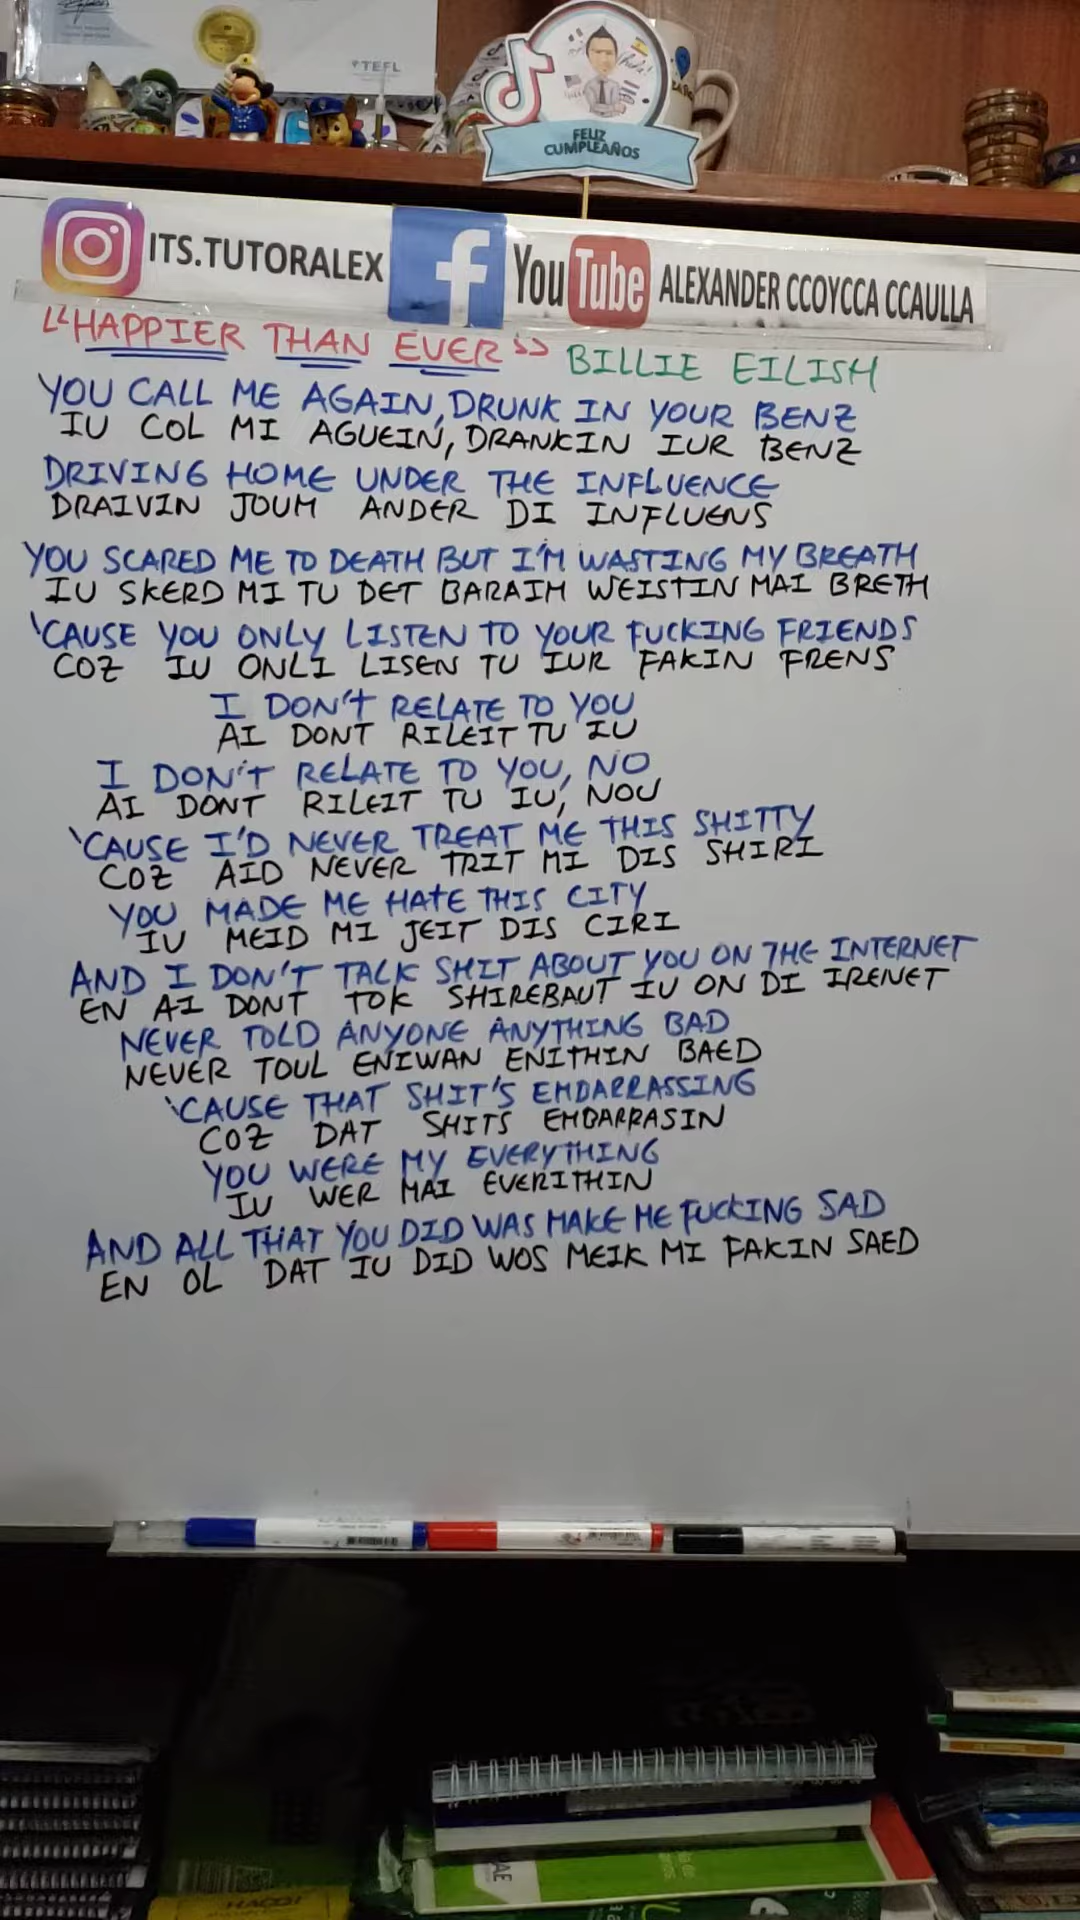 TEFL
FELIZ
CUMPLEAÑOS
ITS.TUTORALEX
YouTube
ALEXANDER CCOYCCA CCAULLA
"HAPPIER THAN EVER" BILLIE EILISH
YOU CALL ME AGAIN, DRUNK IN YOUR BENZ
IU COL MI AGUEIN, DRANKIN IUR BENZ
DRIVING HOME UNDER THE INFLUENCE
DRAIVIN JOUM ANDER DI INFLUENS
YOU SCARED ME TO DEATH BUT I'M WASTING MY BREATH
IU SKERD MI TU DET BARAIM WEISTIN MAI BRETH
'CAUSE YOU ONLY LISTEN TO YOUR FUCKING FRIENDS
COZ IU ONLI LISEN TU IUR FAKIN FRENS
I DON'T RELATE TO YOU
AI DONT RILEIT TU IU
I DON'T RELATE TO YOU, NO
AI DONT RILEIT TU IU, NOU
'CAUSE I'D NEVER TREAT ME THIS SHITTY
COZ AID NEVER TRIT MI DIS SHIRI
YOU MADE ME HATE THIS CITY
IU MEID MI JEIT DIS CIRI
AND I DON'T TALK SHIT ABOUT YOU ON THE INTERNET
EN AI DONT TOK SHIREBAUT IU ON DI IRENET
NEVER TOLD ANYONE ANYTHING BAD
NEVER TOUL ENIWAN ENITHIN BAED
'CAUSE THAT SHIT'S EMBARRASSING
COZ DAT SHITS EMBARRASIN
YOU WERE MY EVERYTHING
IU WER MAI EVERITHIN
AND ALL THAT YOU DID WAS MAKE ME FUCKING SAD
EN OL DAT IU DID WOS MEIK MI FAKIN SAED